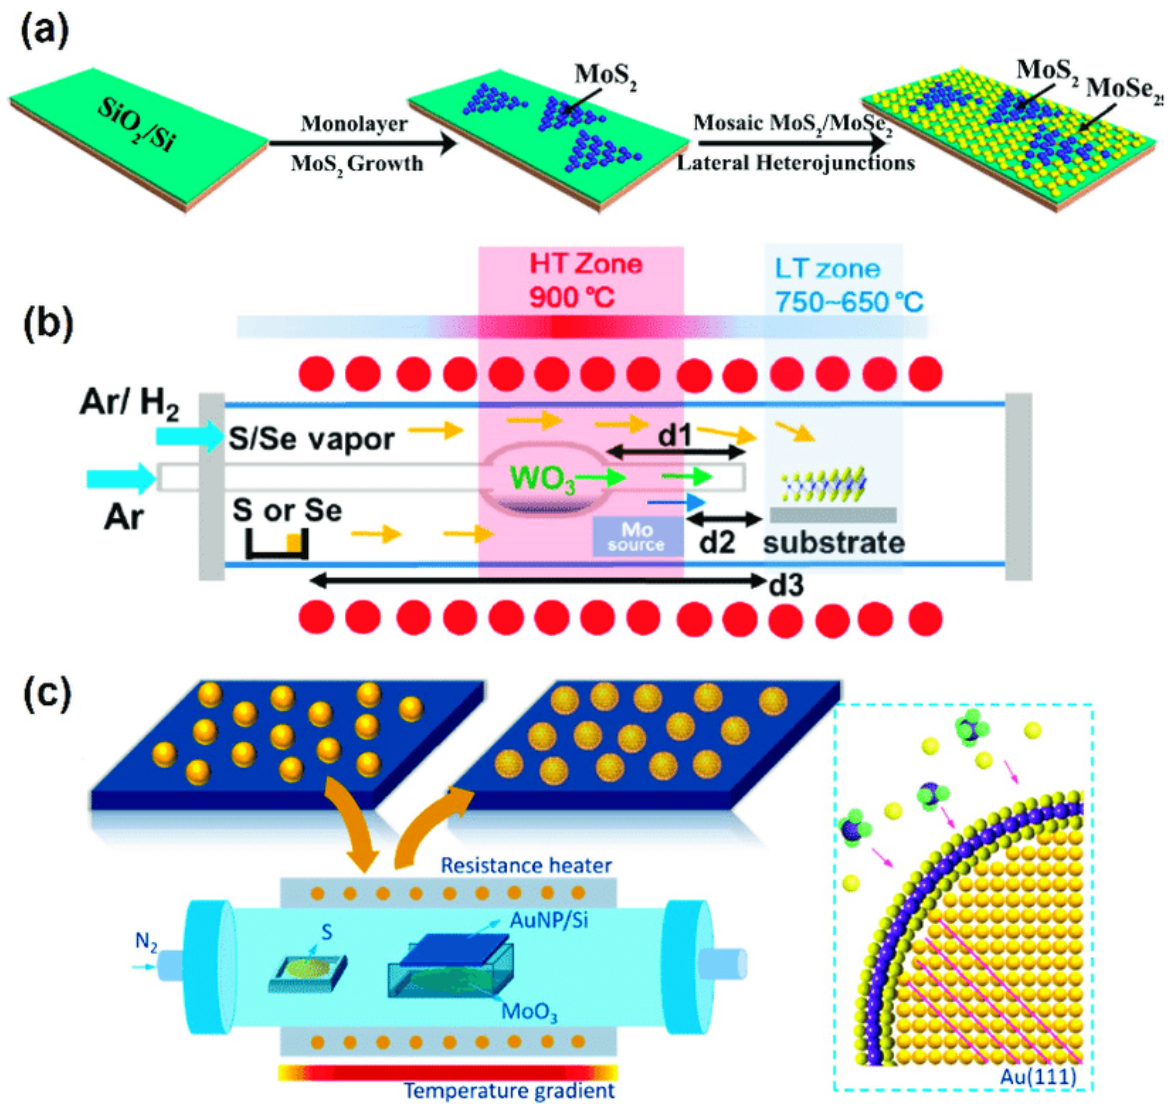 (a)
SiO2/Si
Monolayer
MoS2 Growth
MoS2
Mosaic MoS2/MoSe2
Lateral Heterojunctions
MoS2
MoSe2
(b)
HT Zone
900 °C
LT zone
750~650 °C
Ar/ H2
S/Se vapor
d1
WO3
Ar
S or Se
Mo
source
d2
substrate
d3
(c)
Resistance heater
AuNP/Si
N2
S
MoO3
Temperature gradient
Au(111)